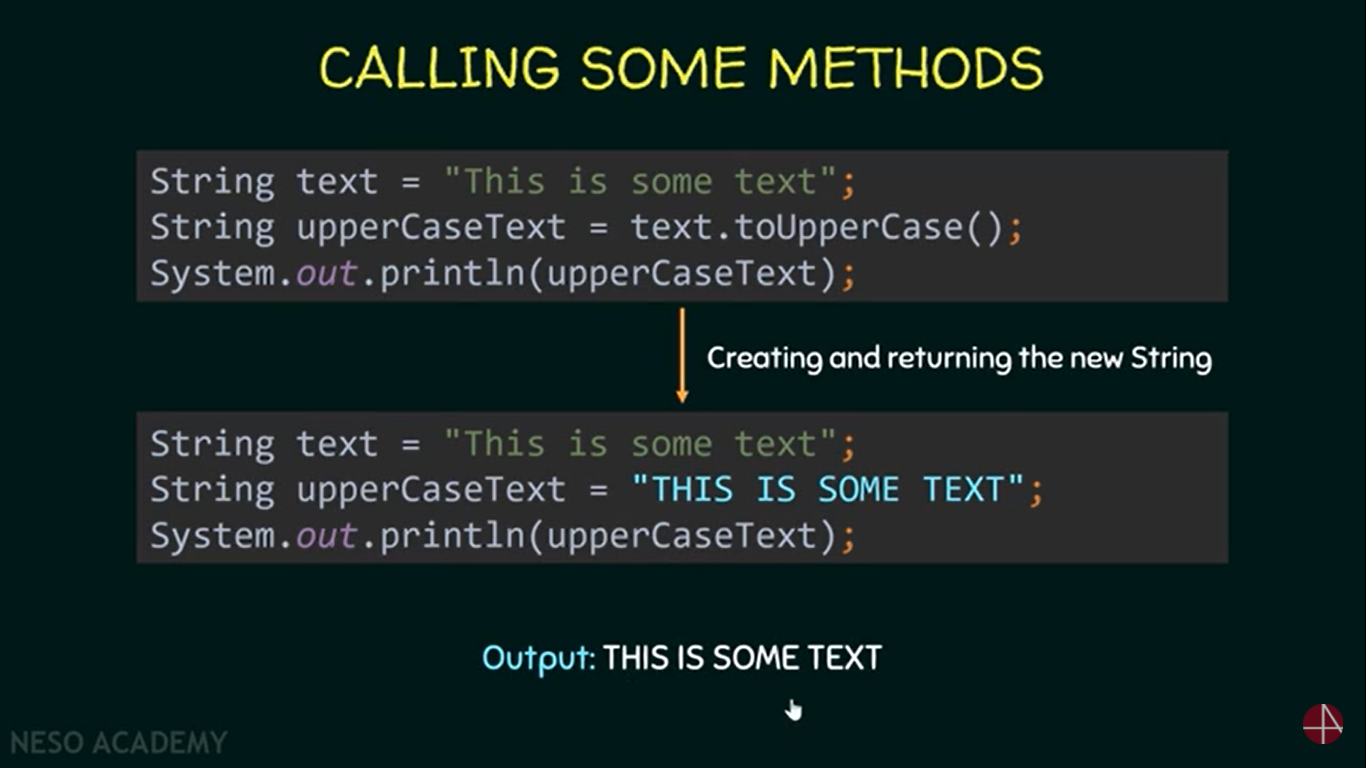 CALLING SOME METHODS
String text = "This is some text";
String upperCaseText = text.toUpperCase();
System.out.println(upperCaseText);
Creating and returning the new String
String text = "This is some text";
String upperCaseText = "THIS IS SOME TEXT";
System.out.println(upperCaseText);
Output: THIS IS SOME TEXT
NESO ACADEMY